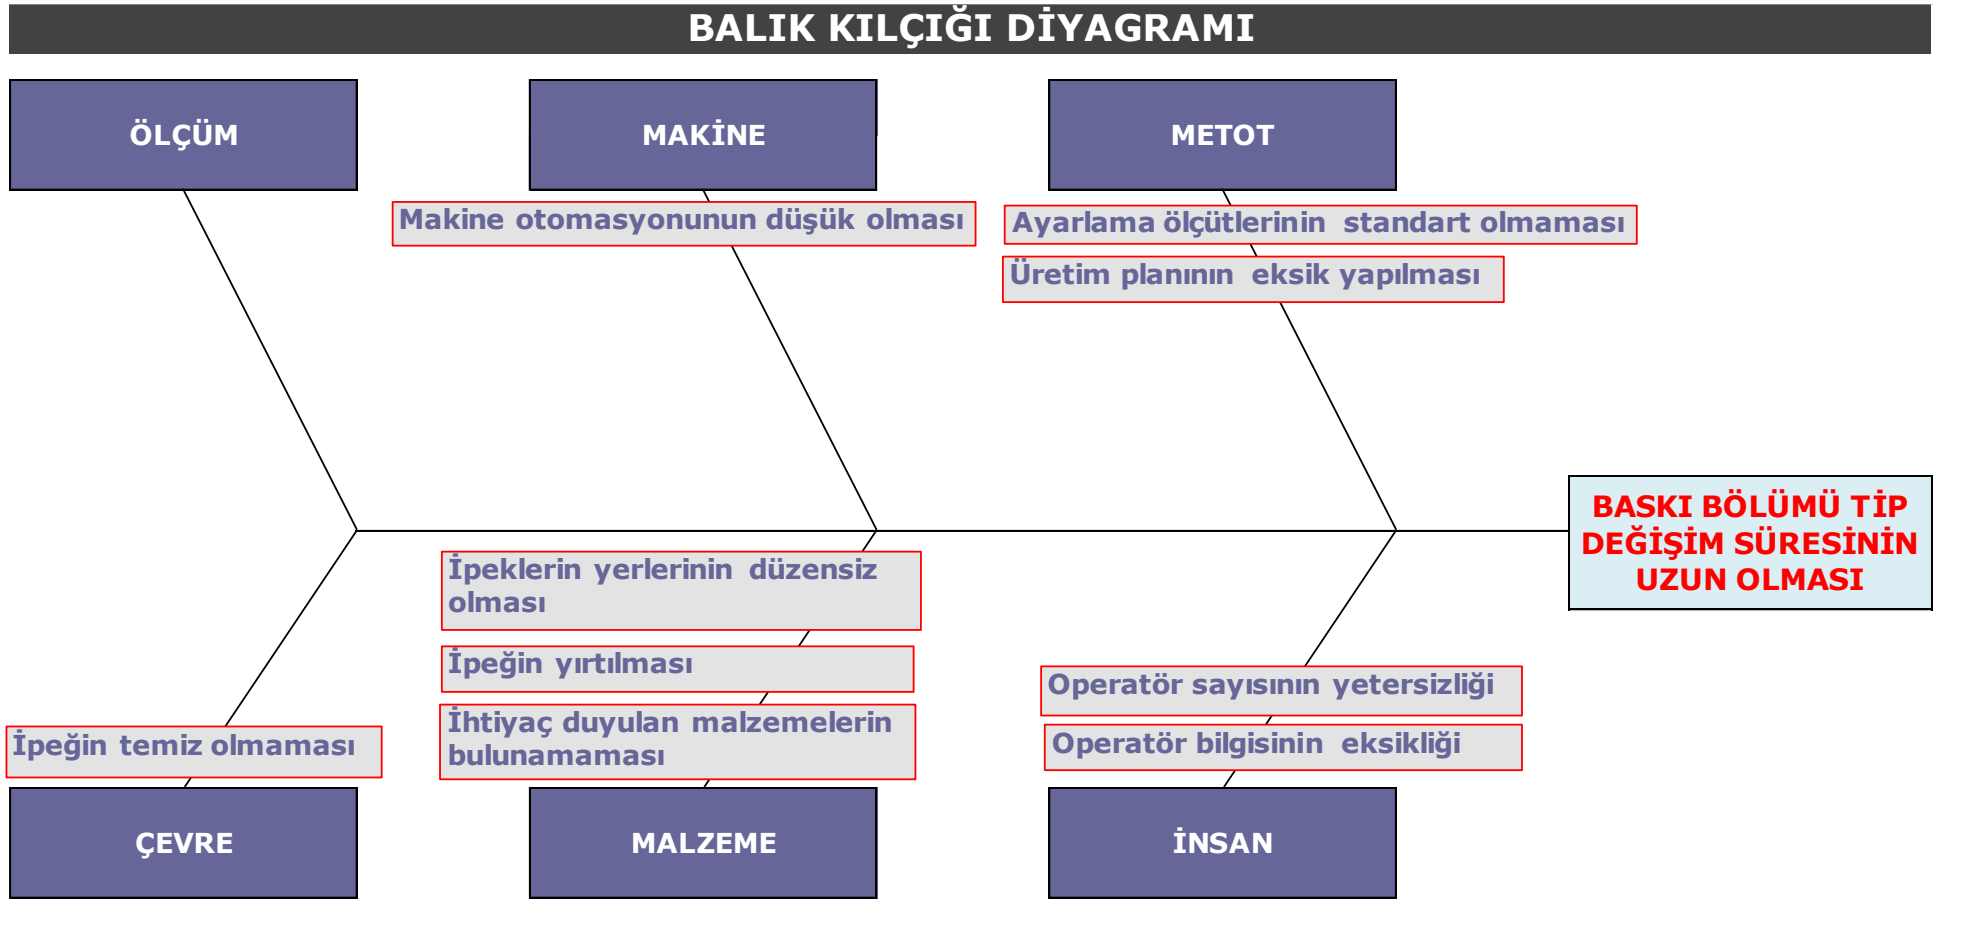 BALIK KILÇIĞI DİYAGRAMI
ÖLÇÜM
MAKİNE
METOT
Makine otomasyonunun düşük olması
Ayarlama ölçütlerinin standart olmaması
Üretim planının eksik yapılması
BASKI BÖLÜMÜ TİP
DEĞİŞİM SÜRESİNİN
UZUN OLMASI
İpeklerin yerlerinin düzensiz
olması
İpeğin yırtılması
İhtiyaç duyulan malzemelerin
bulunamaması
Operatör sayısının yetersizliği
Operatör bilgisinin eksikliği
İpeğin temiz olmaması
ÇEVRE
MALZEME
İNSAN